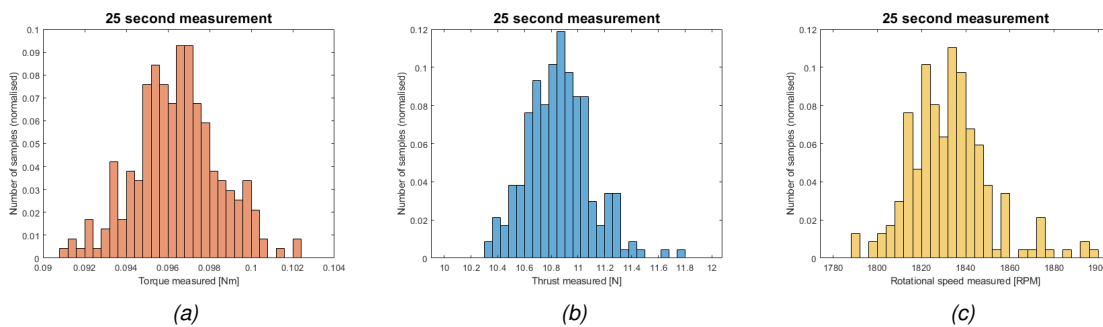 25 second measurement
0.1
0.09
0.08
0.07
0.06
0.05
0.04
0.03
0.02
0.01
0
Number of samples (normalised)
0.09 0.092 0.094 0.096 0.098 0.1 0.102 0.104
Torque measured [Nm]
(a)
25 second measurement
0.12
0.1
0.08
0.06
0.04
0.02
0
Number of samples (normalised)
10 10.2 10.4 10.6 10.8 11 11.2 11.4 11.6 11.8 12
Thrust measured [N]
(b)
25 second measurement
0.12
0.1
0.08
0.06
0.04
0.02
0
Number of samples (normalised)
1780 1800 1820 1840 1860 1880 1900
Rotational speed measured [RPM]
(c)